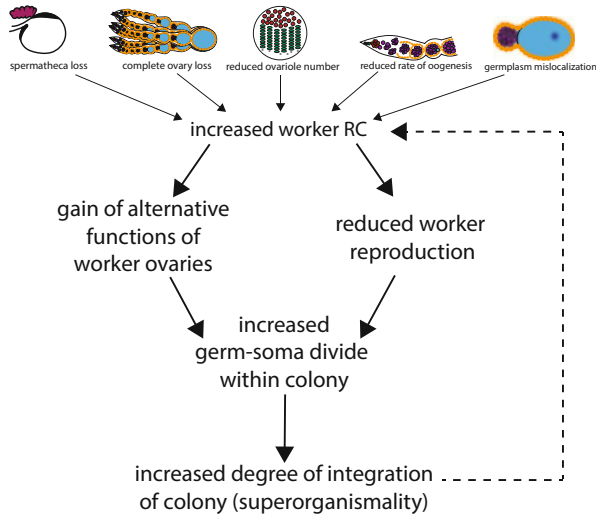 spermatheca loss
complete ovary loss
reduced ovariole number
reduced rate of oogenesis
germplasm mislocalization
increased worker RC
gain of alternative
functions of
worker ovaries
reduced worker
reproduction
increased
germ-soma divide
within colony
increased degree of integration
of colony (superorganismality)